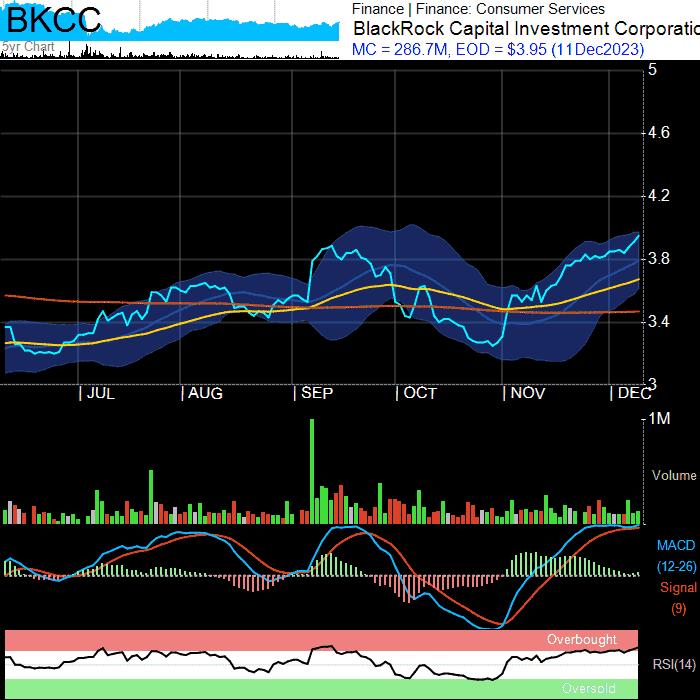 BKCC
5yr Chart
Finance | Finance: Consumer Services
BlackRock Capital Investment Corporatio
MC = 286.7M, EOD = $3.95 (11Dec2023)
5
4.6
4.2
3.8
3.4
3
| JUL | AUG | SEP | OCT | NOV | DEC
1M
Volume
MACD
(12-26)
Signal
(9)
Overbought
RSI(14)
Oversold